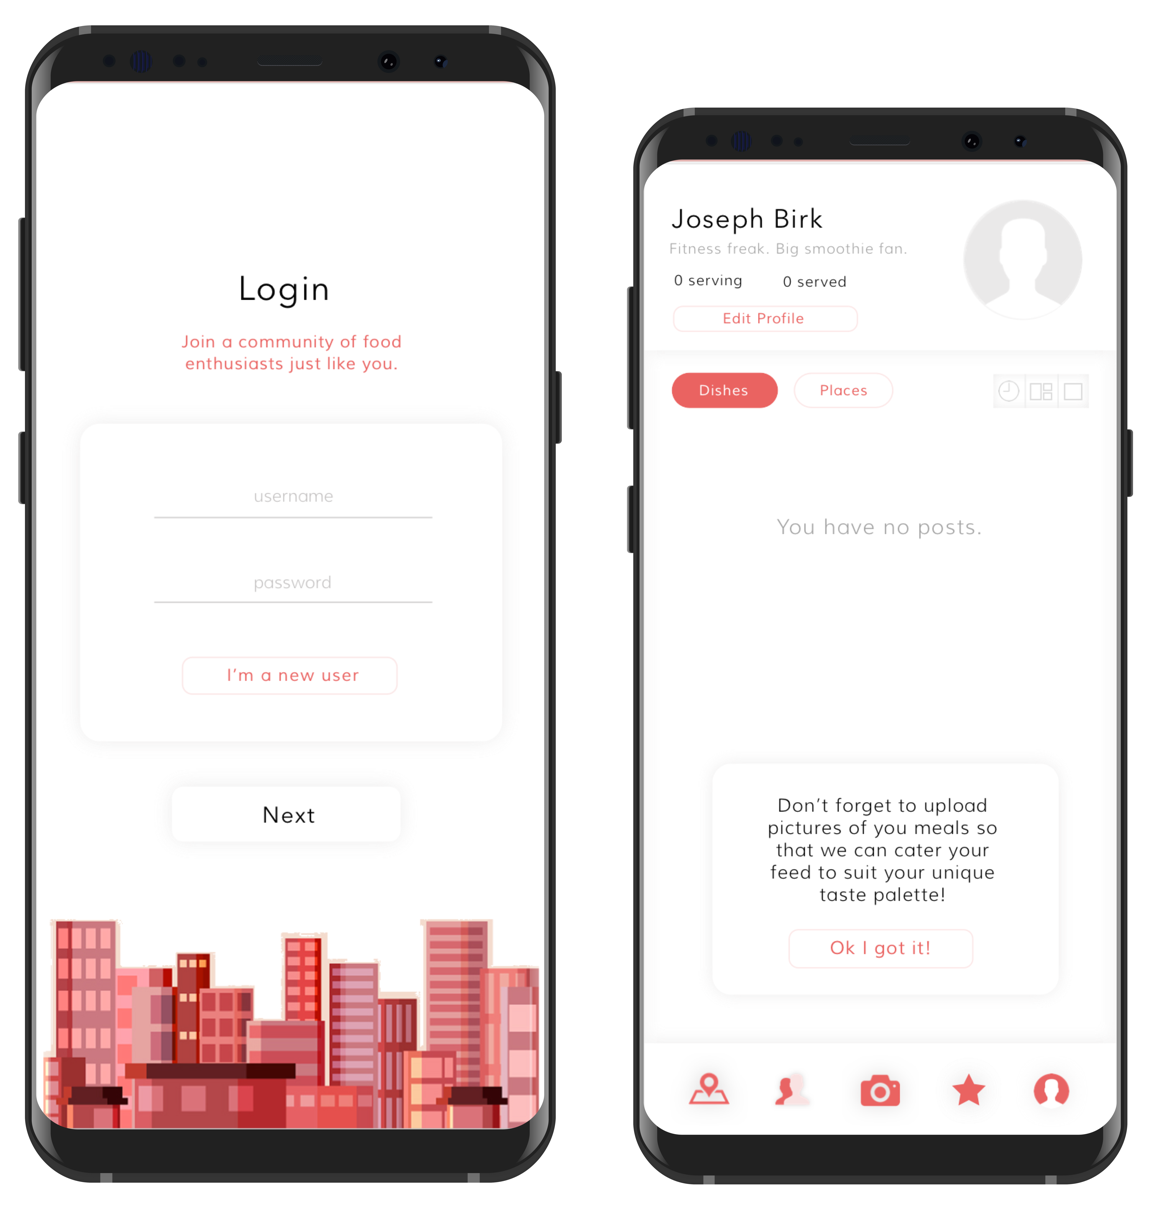 Login
Join a community of food
enthusiasts just like you.
username
password
I'm a new user
Next
Joseph Birk
Fitness freak. Big smoothie fan.
0 serving 0 served
Edit Profile
Dishes Places
You have no posts.
Don't forget to upload
pictures of you meals so
that we can cater your
feed to suit your unique
taste palette!
Ok I got it!